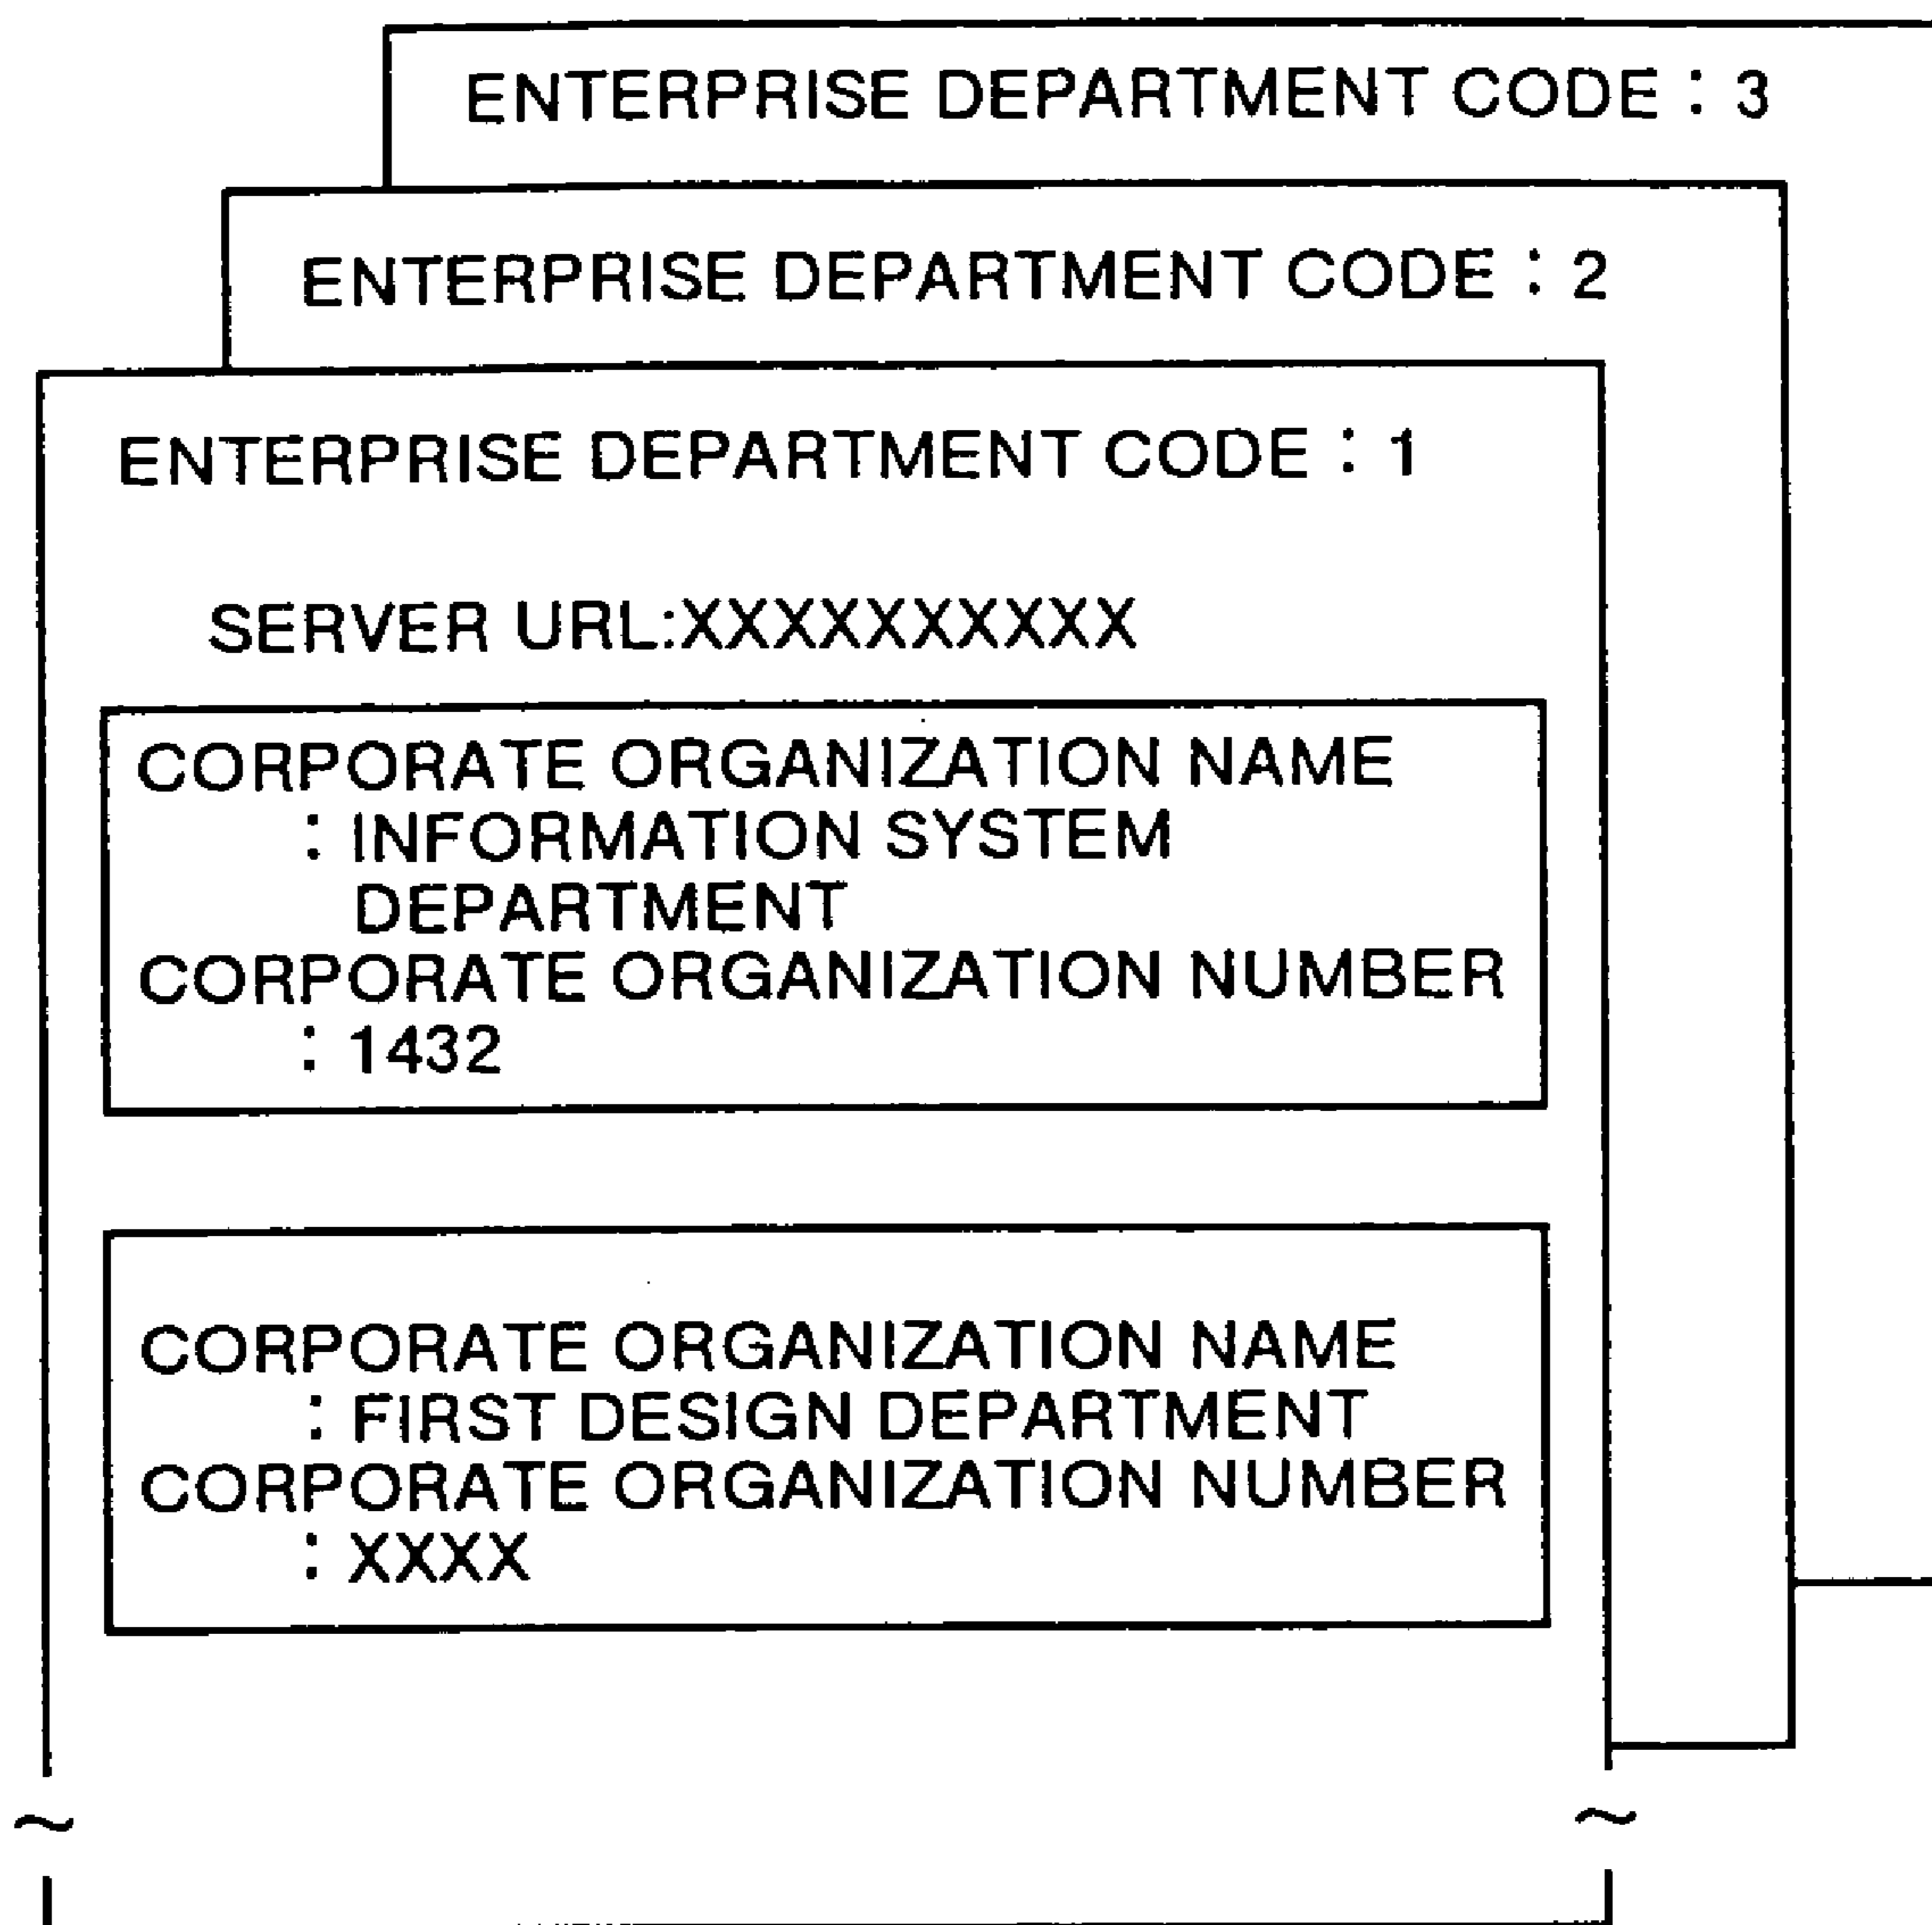 ENTERPRISE DEPARTMENT CODE : 3
ENTERPRISE DEPARTMENT CODE : 2
ENTERPRISE DEPARTMENT CODE : 1
SERVER URL:XXXXXXXXXX
CORPORATE ORGANIZATION NAME
: INFORMATION SYSTEM
DEPARTMENT
CORPORATE ORGANIZATION NUMBER
: 1432
CORPORATE ORGANIZATION NAME
: FIRST DESIGN DEPARTMENT
CORPORATE ORGANIZATION NUMBER
: XXXX